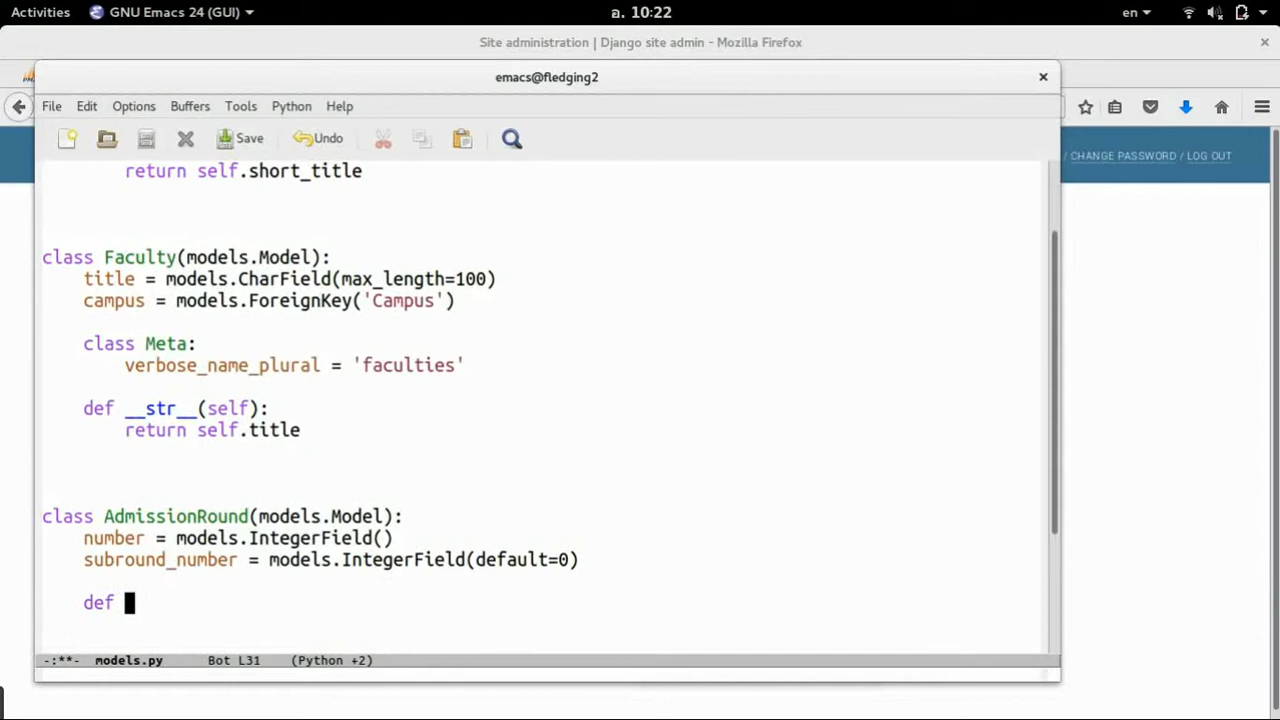 Activities GNU Emacs 24 (GUI) อ. 10:22 en
Site administration | Django site admin - Mozilla Firefox
emacs@fledging2
File Edit Options Buffers Tools Python Help
Save Undo
/ CHANGE PASSWORD / LOG OUT
return self.short_title
class Faculty(models.Model):
title = models.CharField(max_length=100)
campus = models.ForeignKey('Campus')
class Meta:
verbose_name_plural = 'faculties'
def __str__(self):
return self.title
class AdmissionRound(models.Model):
number = models.IntegerField()
subround_number = models.IntegerField(default=0)
def
-:**- models.py Bot L31 (Python +2)